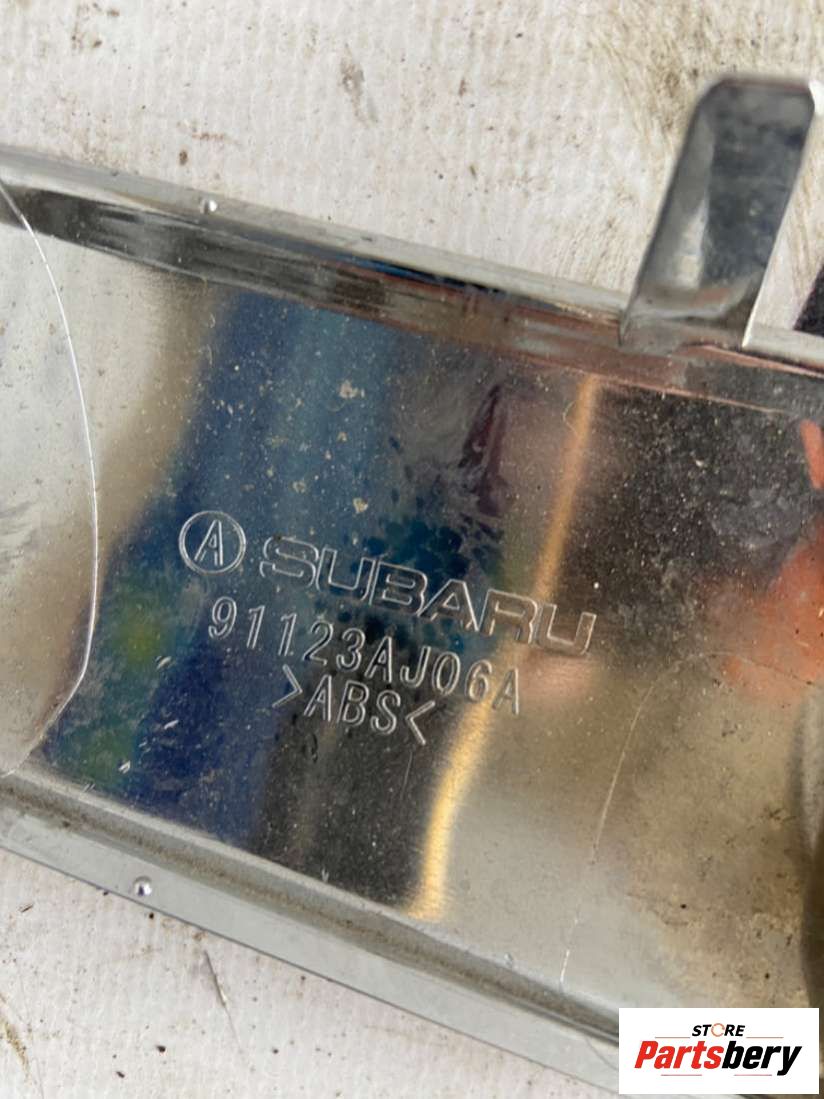 A SUBARU
91123AJ06A
>ABS<
STORE
Partsbery